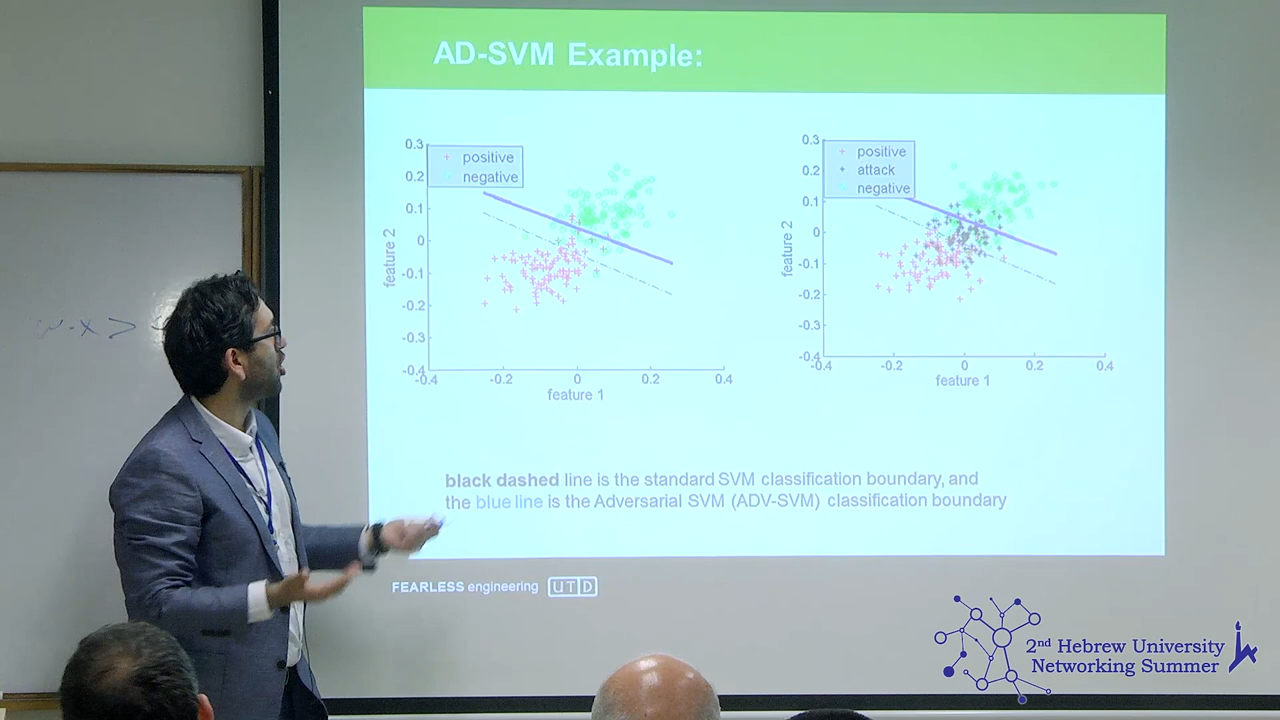 AD-SVM Example:
0.3
0.2
0.1
0
-0.1
-0.2
-0.3
-0.4
-0.4
-0.2
0
0.2
0.4
feature 2
feature 1
positive
negative
0.3
0.2
0.1
0
-0.1
-0.2
-0.3
-0.4
-0.4
-0.2
0
0.2
0.4
feature 2
feature 1
positive
attack
negative
black dashed line is the standard SVM classification boundary, and
the blue line is the Adversarial SVM (ADV-SVM) classification boundary
FEARLESS engineering UTD
2nd Hebrew University
Networking Summer